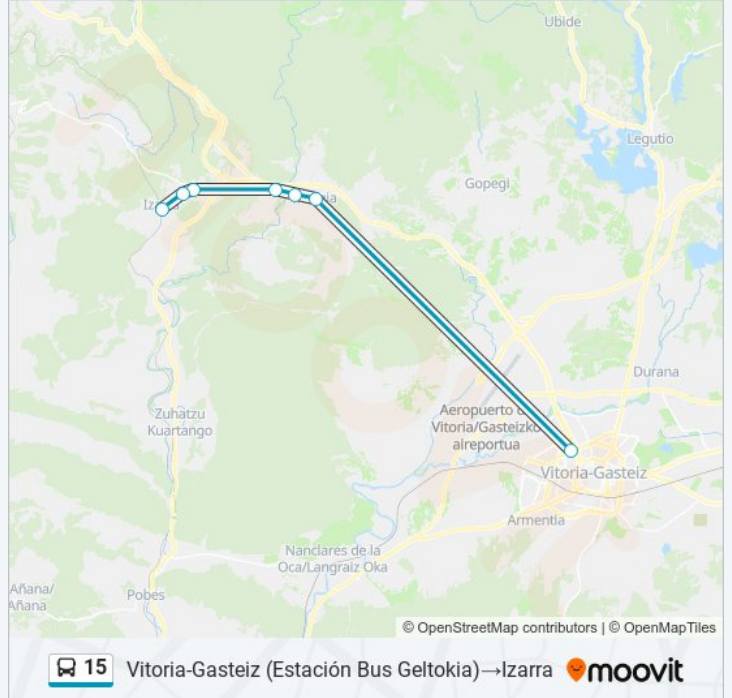 Ubide
Legutio
Gopegi
Durana
Aeropuerto
Vitoria/Gasteizko
aireportua
Zuhatzu
Kuartango
Vitoria-Gasteiz
Armentia
Nanclares de la
Oca/Langraiz Oka
Añana/
Añana
Pobes
© OpenStreetMap contributors | © OpenMapTiles
15 Vitoria-Gasteiz (Estación Bus Geltokia)→Izarra moovit